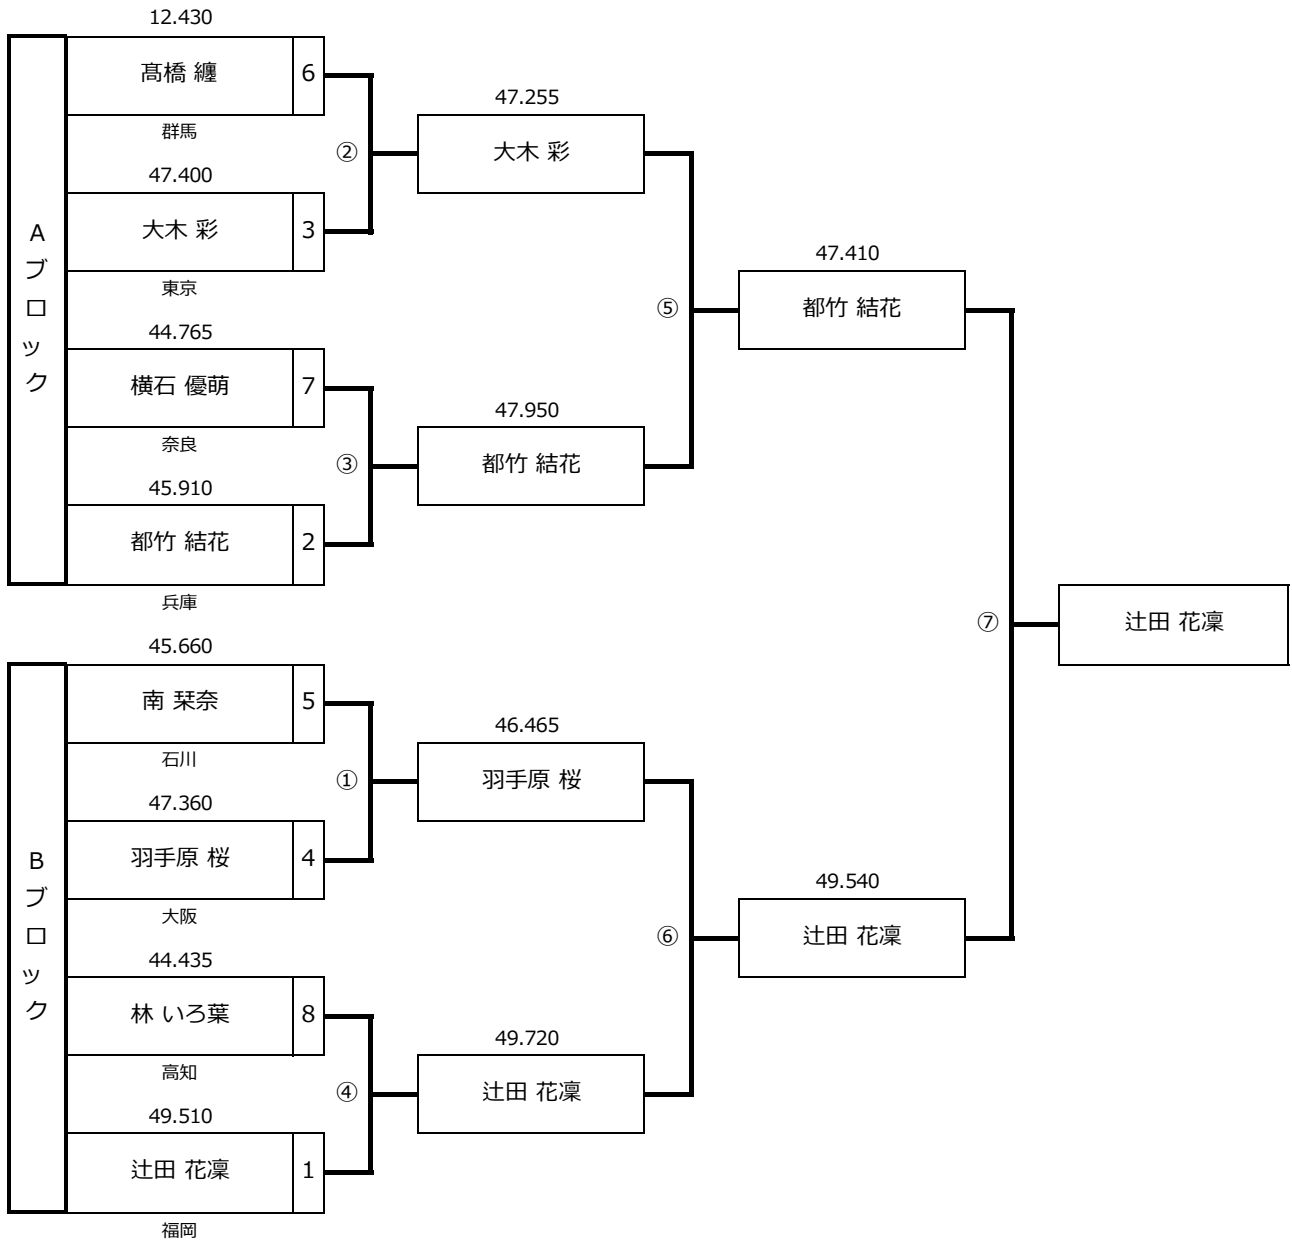 12.430
髙橋 纏 6
群馬
47.400
大木 彩 3
東京
44.765
横石 優萌 7
奈良
45.910
都竹 結花 2
兵庫
Aブロック
②
③
47.255
大木 彩
47.950
都竹 結花
⑤
47.410
都竹 結花
45.660
南 栞奈 5
石川
47.360
羽手原 桜 4
大阪
44.435
林 いろ葉 8
高知
49.510
辻田 花凜 1
福岡
Bブロック
①
④
46.465
羽手原 桜
49.720
辻田 花凜
⑥
49.540
辻田 花凜
⑦
辻田 花凜